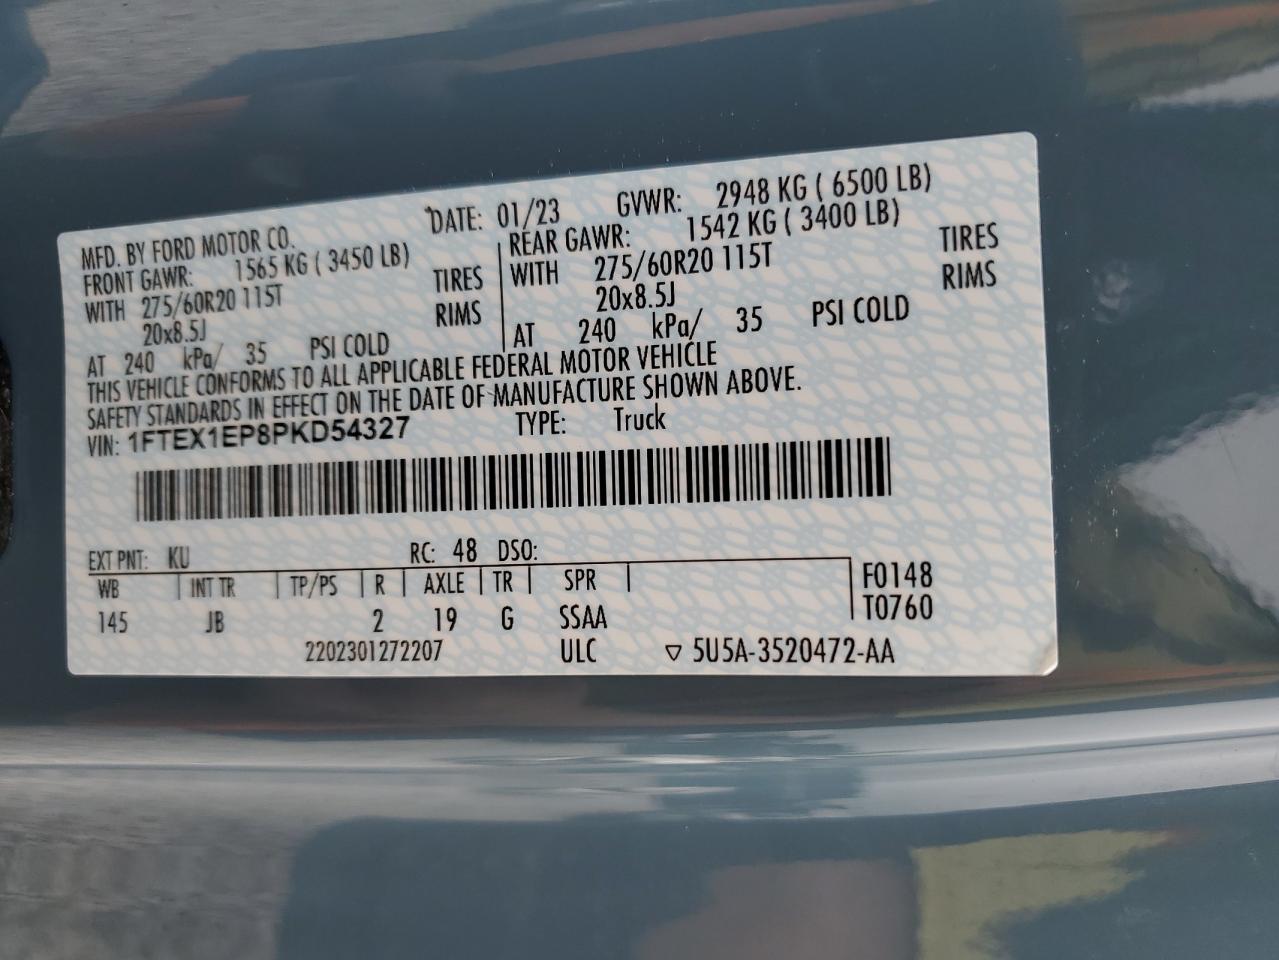 MFD. BY FORD MOTOR CO. DATE: 01/23 GVWR: 2948 KG ( 6500 LB)
FRONT GAWR: 1565 KG ( 3450 LB) REAR GAWR: 1542 KG ( 3400 LB)
WITH 275/60R20 115T TIRES WITH 275/60R20 115T TIRES
20x8.5J RIMS 20x8.5J RIMS
AT 240 kPa/ 35 PSI COLD AT 240 kPa/ 35 PSI COLD
THIS VEHICLE CONFORMS TO ALL APPLICABLE FEDERAL MOTOR VEHICLE
SAFETY STANDARDS IN EFFECT ON THE DATE OF MANUFACTURE SHOWN ABOVE.
VIN: 1FTEX1EP8PKD54327 TYPE: Truck
EXT PNT: KU RC: 48 DSO:
WB INT TR TP/PS R AXLE TR SPR F0148
145 JB 2 19 G SSAA T0760
2202301272207 ULC ▽ 5U5A-3520472-AA